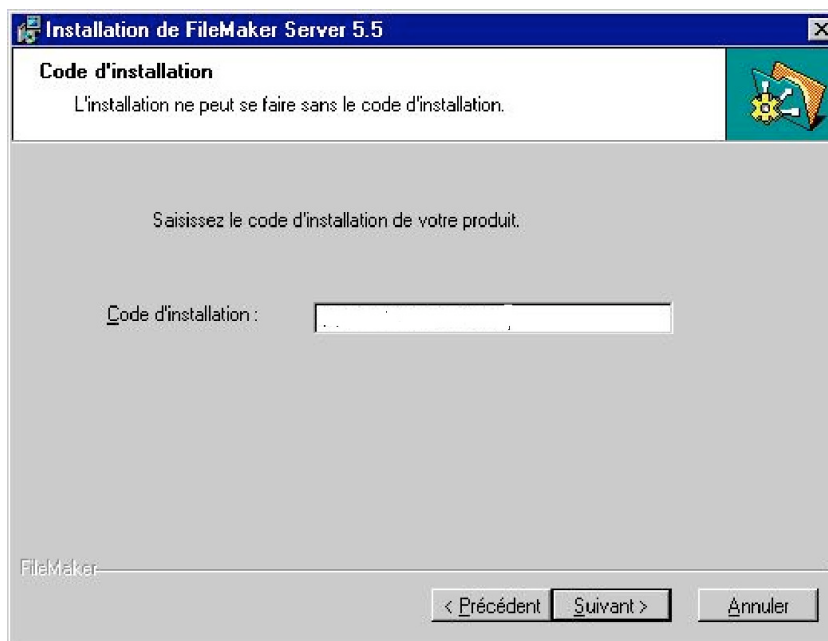 Installation de FileMaker Server 5.5
Code d'installation
L'installation ne peut se faire sans le code d'installation.
Saisissez le code d'installation de votre produit.
Code d'installation :
FileMaker
< Précédent
Suivant >
Annuler